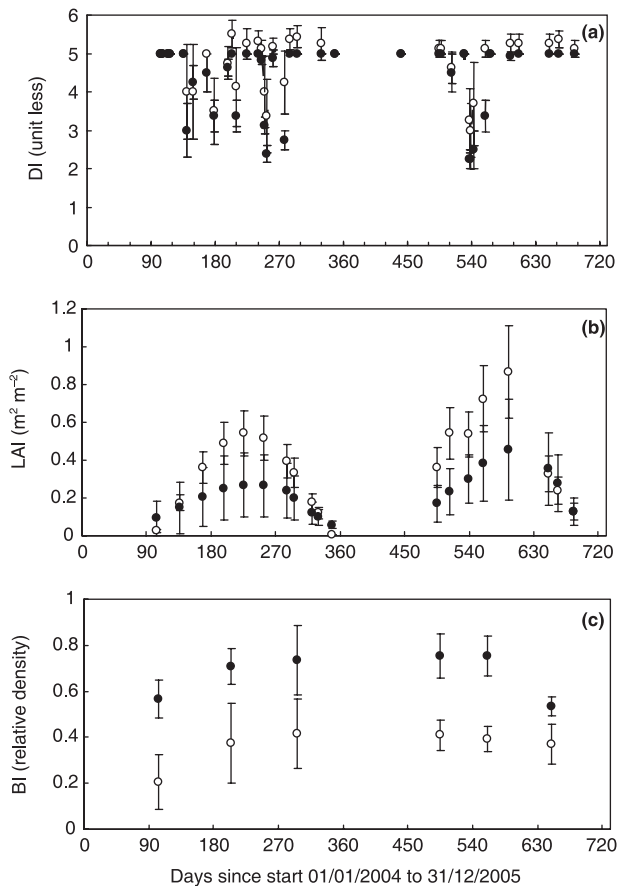 (a)
DI (unit less)
6
5
4
3
2
1
0
0 90 180 270 360 450 540 630 720
(b)
LAI (m² m⁻²)
1.2
1
0.8
0.6
0.4
0.2
0
0 90 180 270 360 450 540 630 720
(c)
BI (relative density)
1
0.8
0.6
0.4
0.2
0
0 90 180 270 360 450 540 630 720
Days since start 01/01/2004 to 31/12/2005